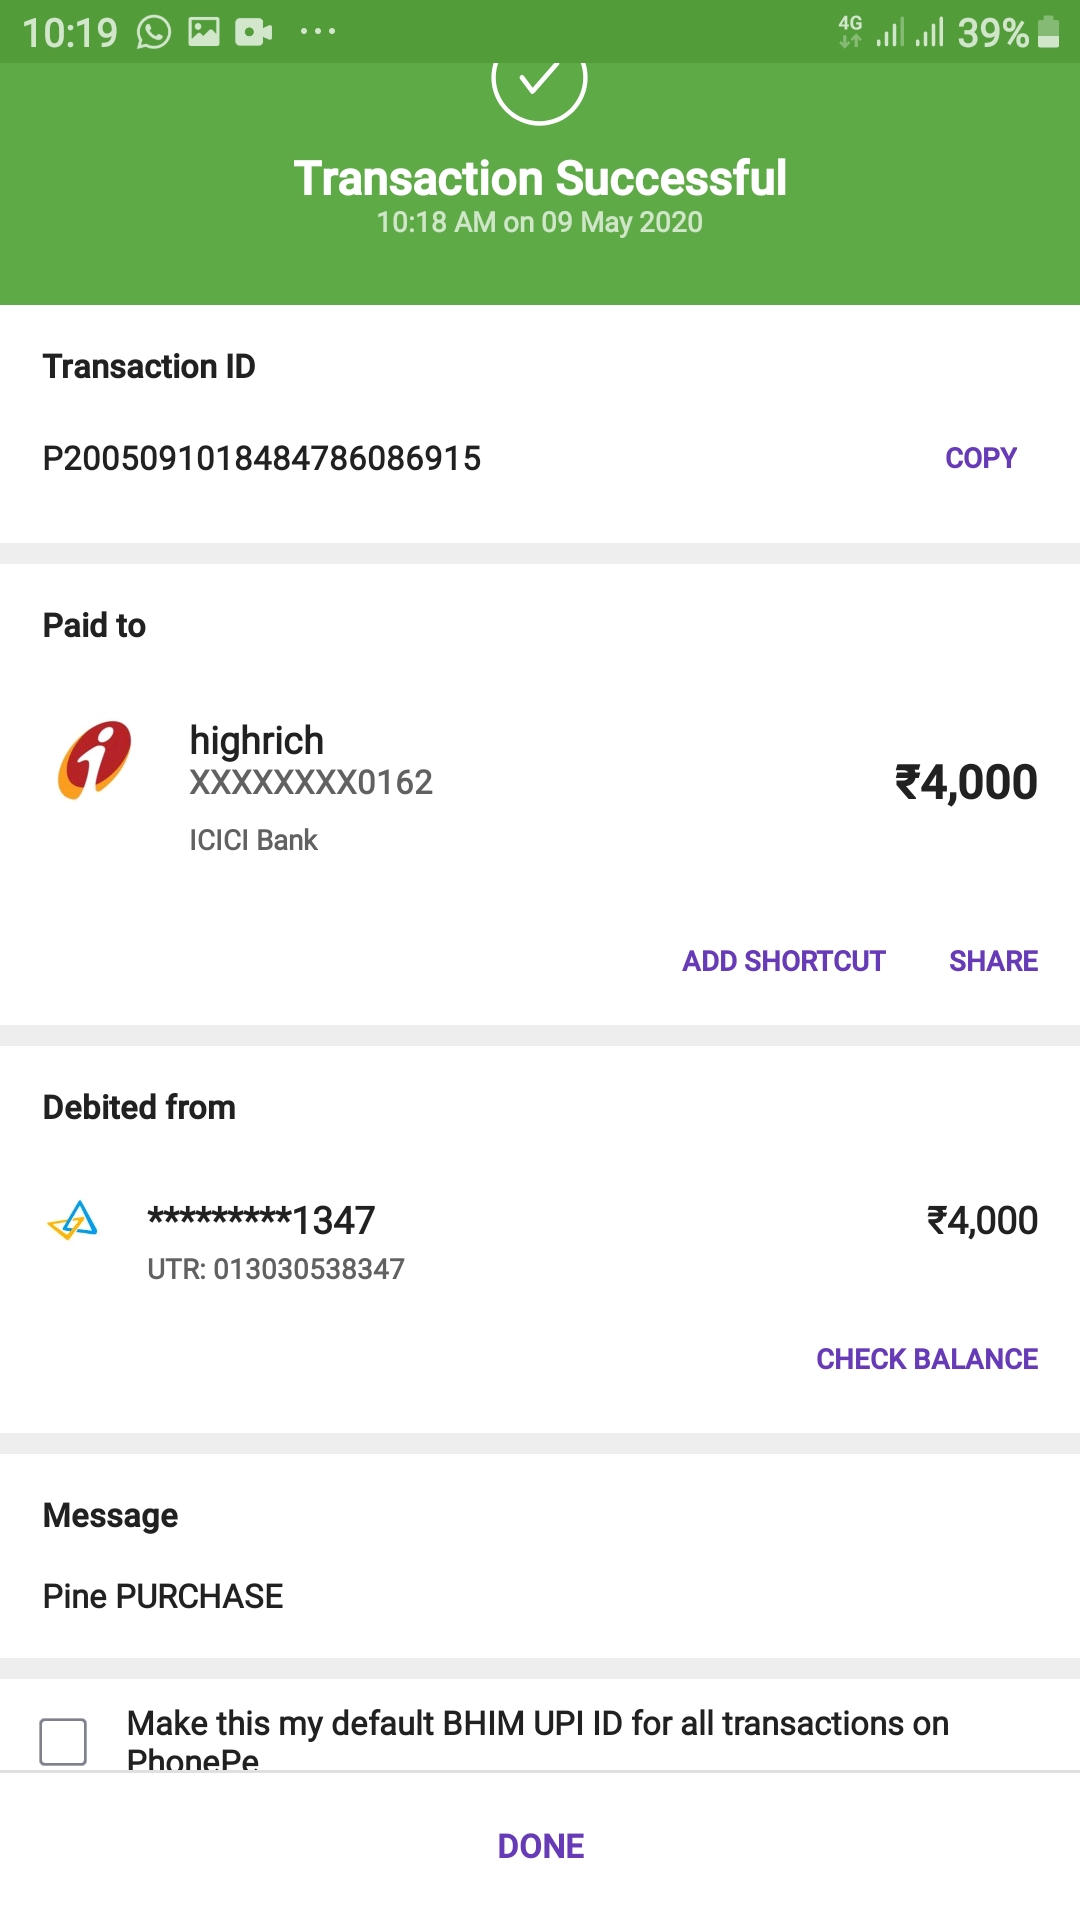 10:19 4G 39%
Transaction Successful
10:18 AM on 09 May 2020
Transaction ID
P2005091018484786086915 COPY
Paid to
highrich
XXXXXXXX0162 ₹4,000
ICICI Bank
ADD SHORTCUT SHARE
Debited from
*********1347 ₹4,000
UTR: 013030538347
CHECK BALANCE
Message
Pine PURCHASE
Make this my default BHIM UPI ID for all transactions on
PhonePe
DONE